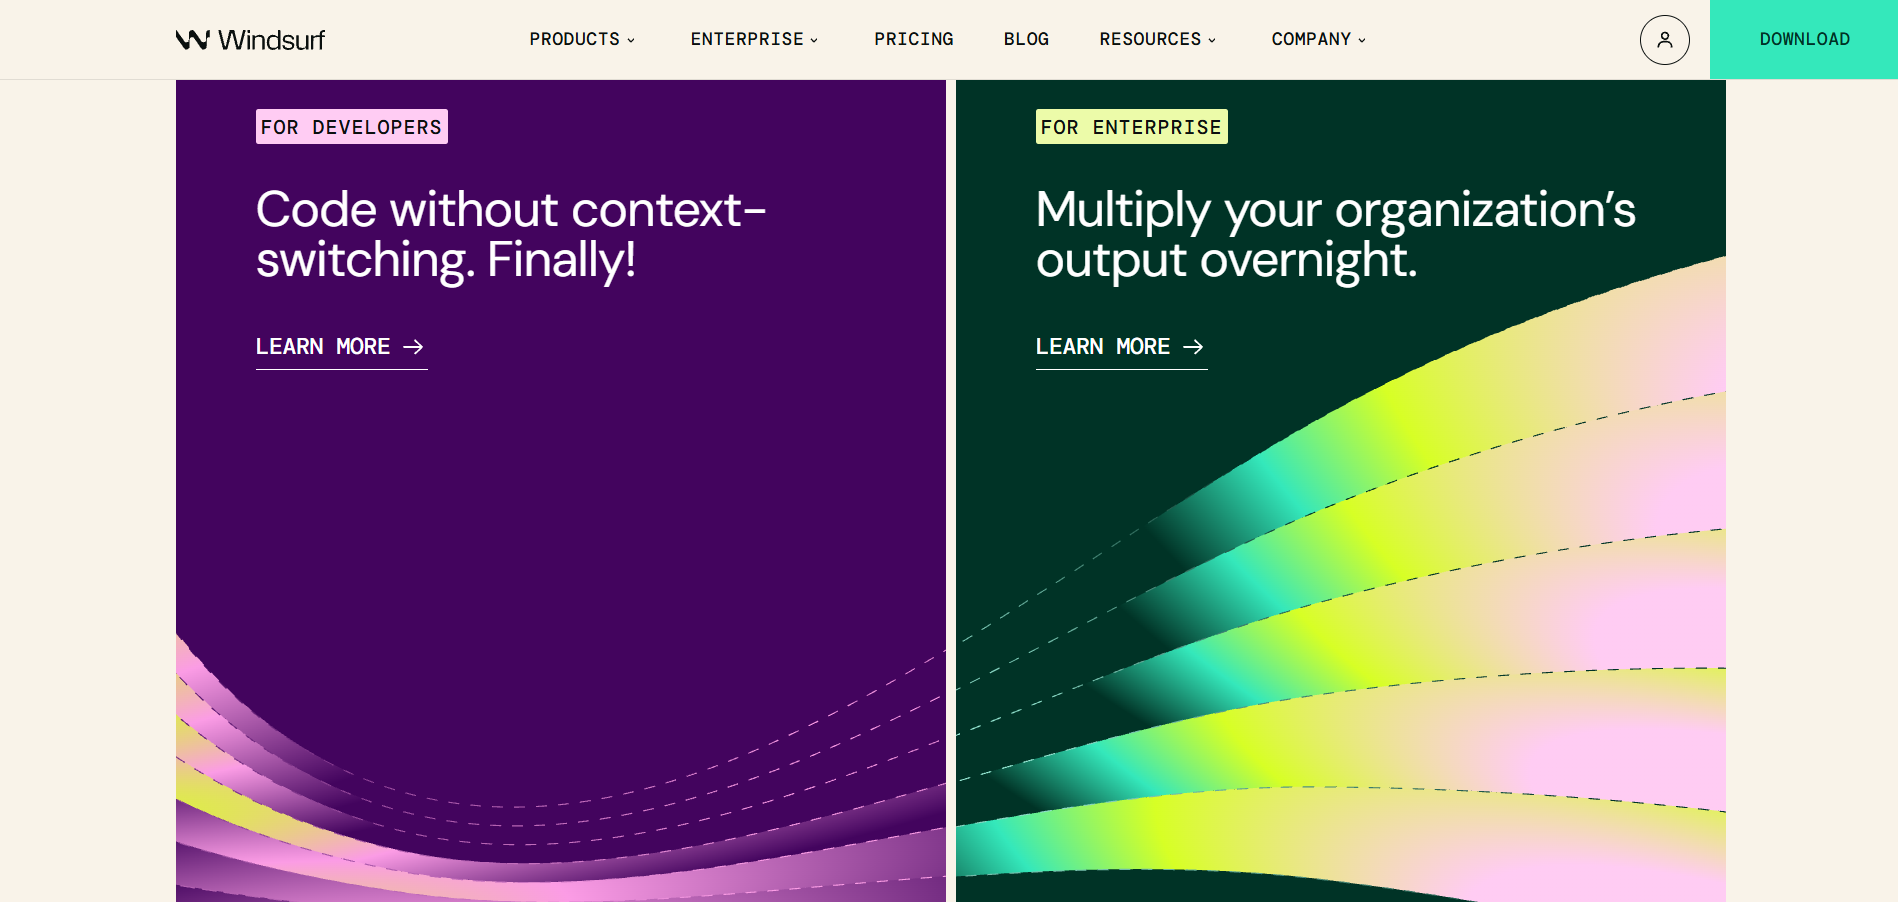 Windsurf
PRODUCTS
ENTERPRISE
PRICING
BLOG
RESOURCES
COMPANY
DOWNLOAD
FOR DEVELOPERS
Code without context-
switching. Finally!
LEARN MORE →
FOR ENTERPRISE
Multiply your organization’s
output overnight.
LEARN MORE →